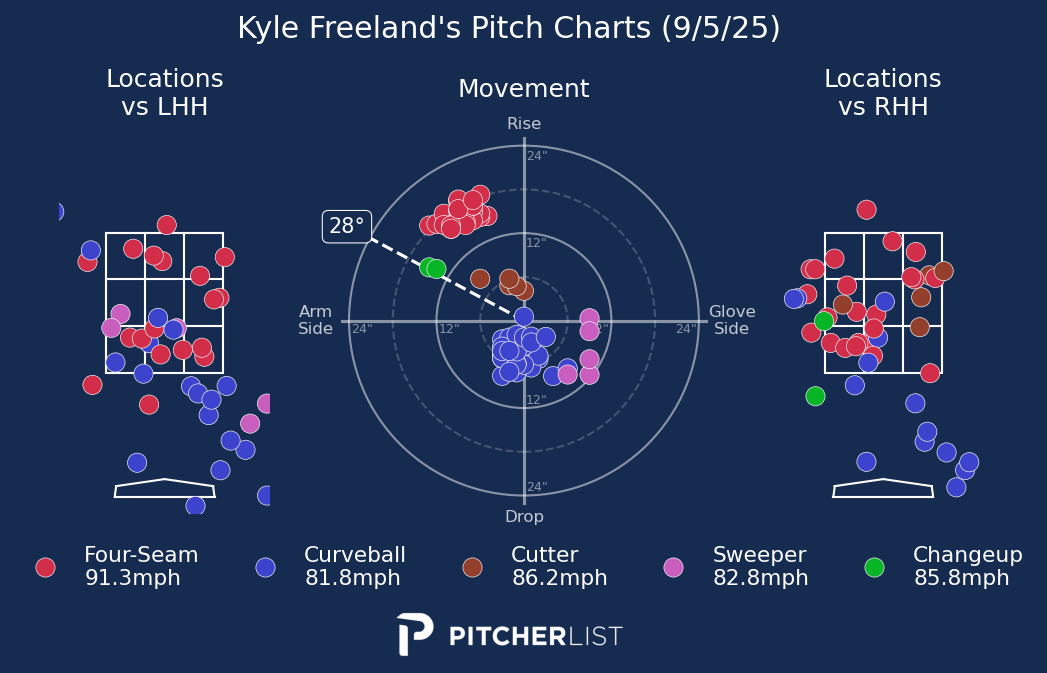 Kyle Freeland's Pitch Charts (9/5/25)
Locations
vs LHH
Movement
Locations
vs RHH
Rise
24"
28°
12"
Arm
Side
24"
12"
24"
Glove
Side
12"
24"
Drop
Four-Seam
91.3mph
Curveball
81.8mph
Cutter
86.2mph
Sweeper
82.8mph
Changeup
85.8mph
PITCHERLIST